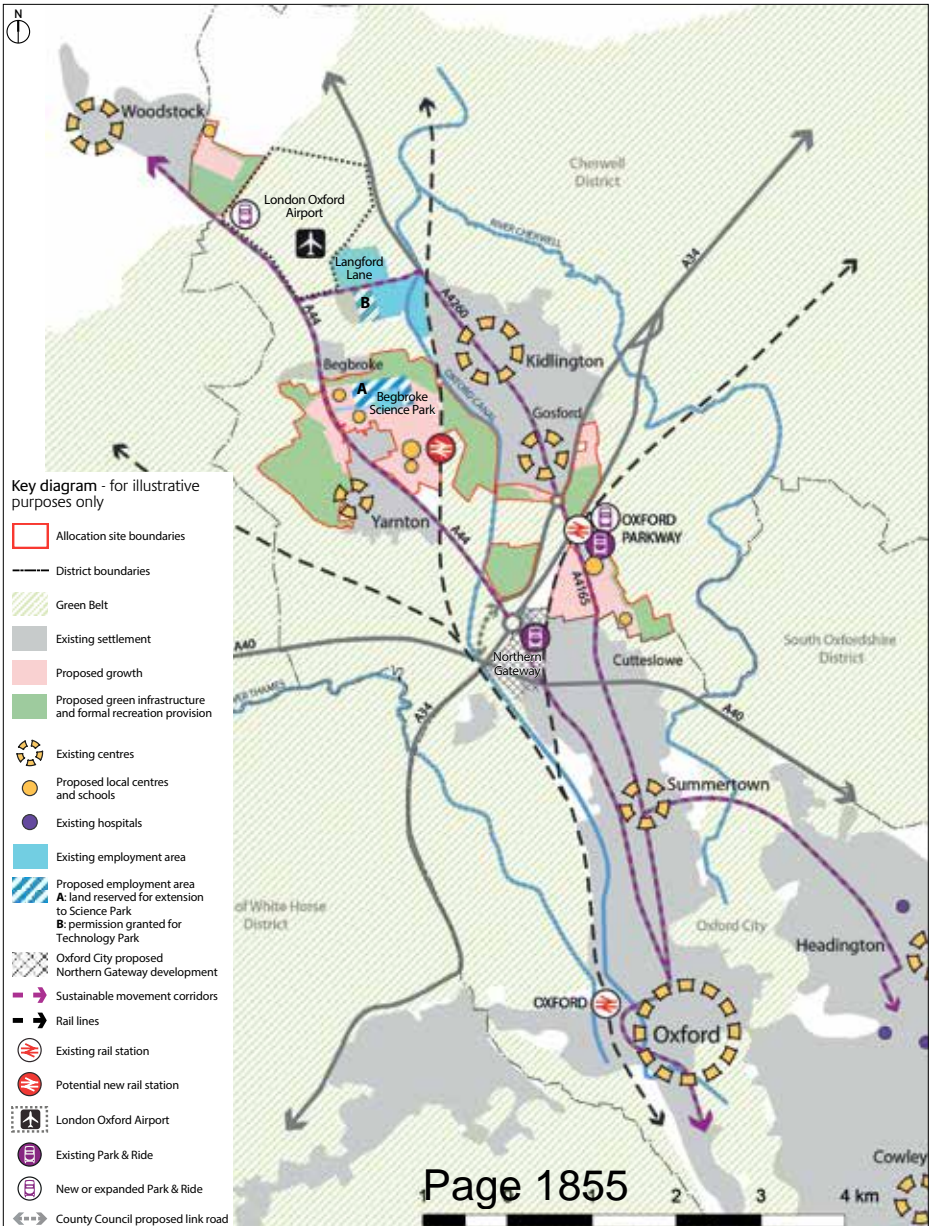 N
Woodstock
Cherwell
District
London Oxford
Airport
RIVER CHERWELL
A34
Langford
Lane
B
A4260
A44
Kidlington
Begbroke
OXFORD CANAL
A
Begbroke
Science Park
Gosford
Yarnton
A44
OXFORD
PARKWAY
A4165
Key diagram - for illustrative
purposes only
Allocation site boundaries
District boundaries
Green Belt
Existing settlement
Proposed growth
Proposed green infrastructure
and formal recreation provision
Existing centres
Proposed local centres
and schools
Existing hospitals
Existing employment area
Proposed employment area
A: land reserved for extension
to Science Park
B: permission granted for
Technology Park
Oxford City proposed
Northern Gateway development
Sustainable movement corridors
Rail lines
Existing rail station
Potential new rail station
London Oxford Airport
Existing Park & Ride
New or expanded Park & Ride
County Council proposed link road
A40
Northern
Gateway
Cutteslowe
South Oxfordshire
District
VER THAMES
A34
A40
Summertown
of White Horse
District
Oxford City
Headington
OXFORD
Oxford
Cowley
Page 1855
1 0 1 2 3 4 km